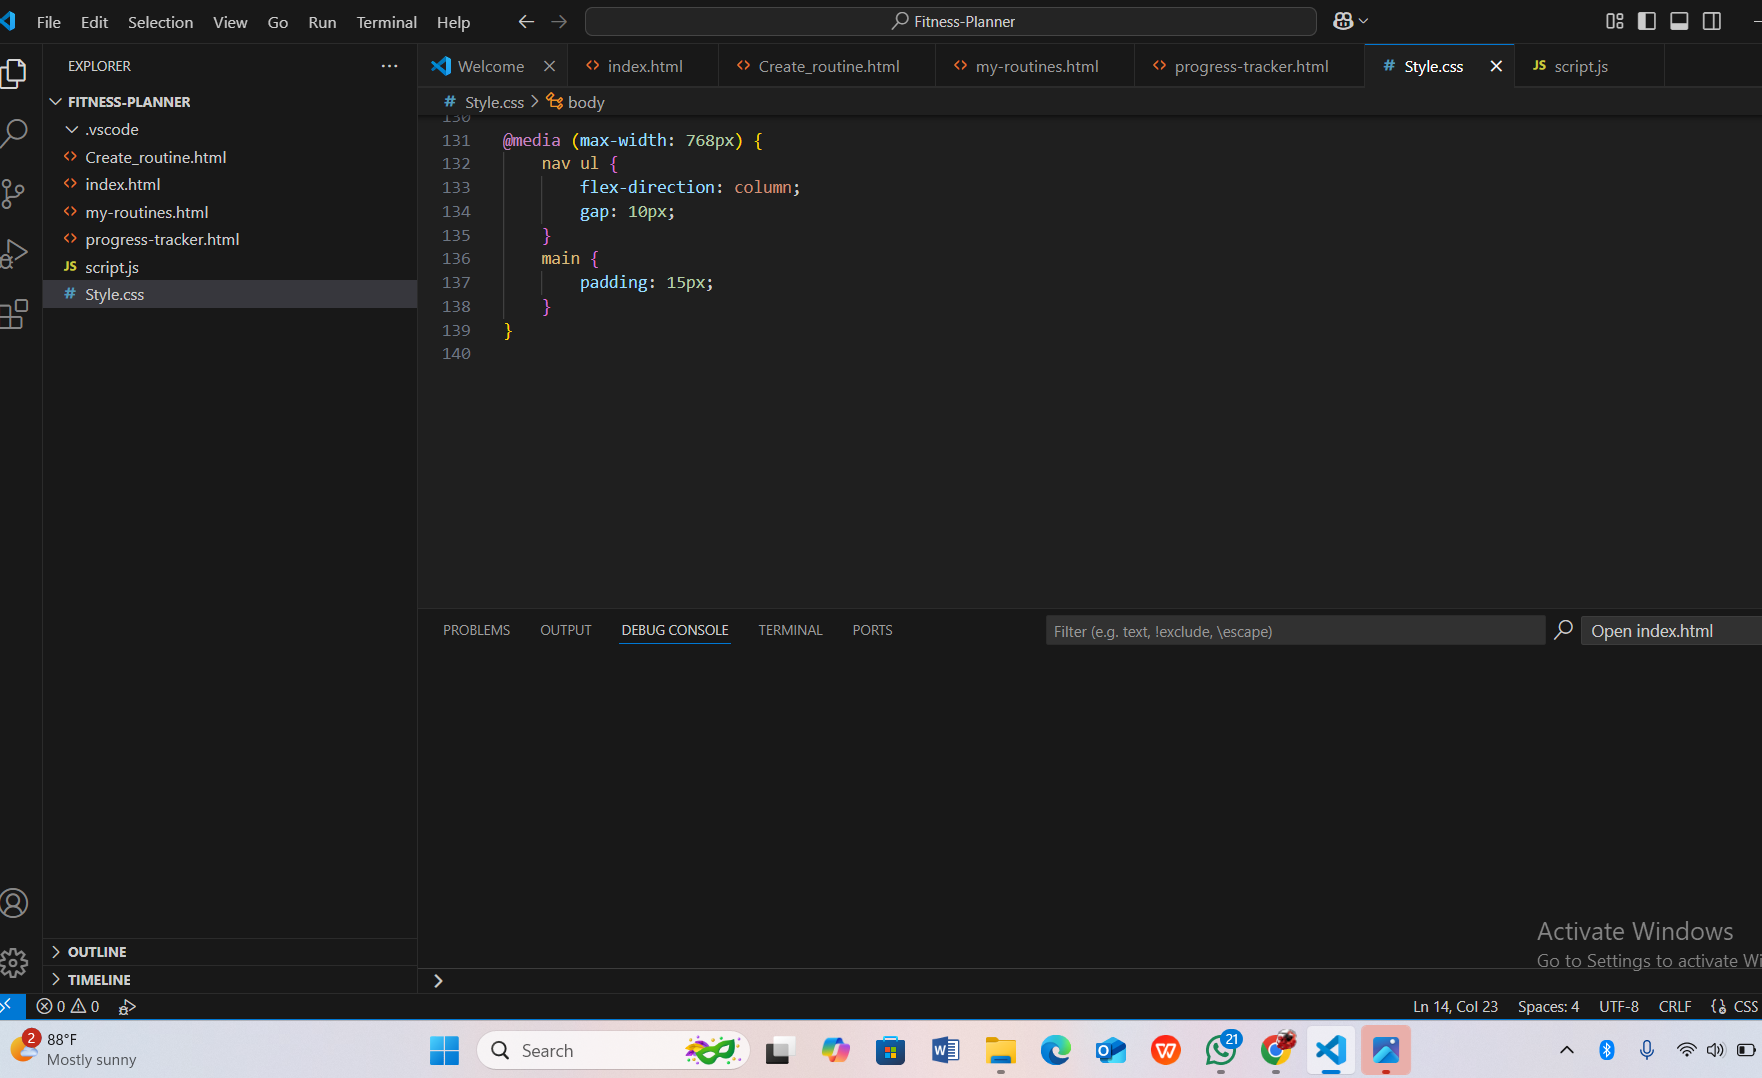 File Edit Selection View Go Run Terminal Help
Fitness-Planner
EXPLORER
FITNESS-PLANNER
.vscode
Create_routine.html
index.html
my-routines.html
progress-tracker.html
JS script.js
# Style.css
OUTLINE
TIMELINE
Welcome
index.html
Create_routine.html
my-routines.html
progress-tracker.html
# Style.css
JS script.js
# Style.css > body
130
131 @media (max-width: 768px) {
132 nav ul {
133 flex-direction: column;
134 gap: 10px;
135 }
136 main {
137 padding: 15px;
138 }
139 }
140
PROBLEMS OUTPUT DEBUG CONSOLE TERMINAL PORTS
Filter (e.g. text, !exclude, \escape)
Open index.html
Activate Windows
Go to Settings to activate Wi
0 0
Ln 14, Col 23 Spaces: 4 UTF-8 CRLF {} CSS
2
88°F
Mostly sunny
Search
21